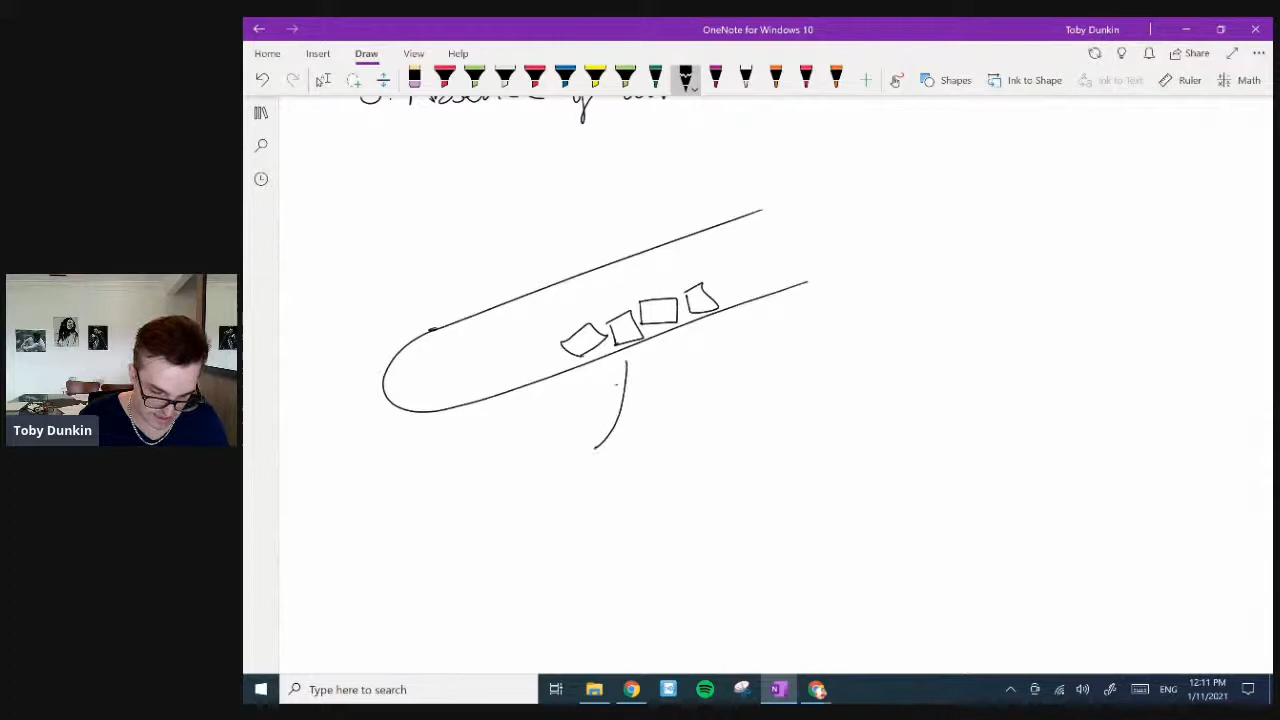 OneNote for Windows 10
Toby Dunkin
Home Insert Draw View Help
Share
Shapes Ink to Shape Ink to Text Ruler Math
Toby Dunkin
Type here to search
ENG
12:11 PM
1/11/2021